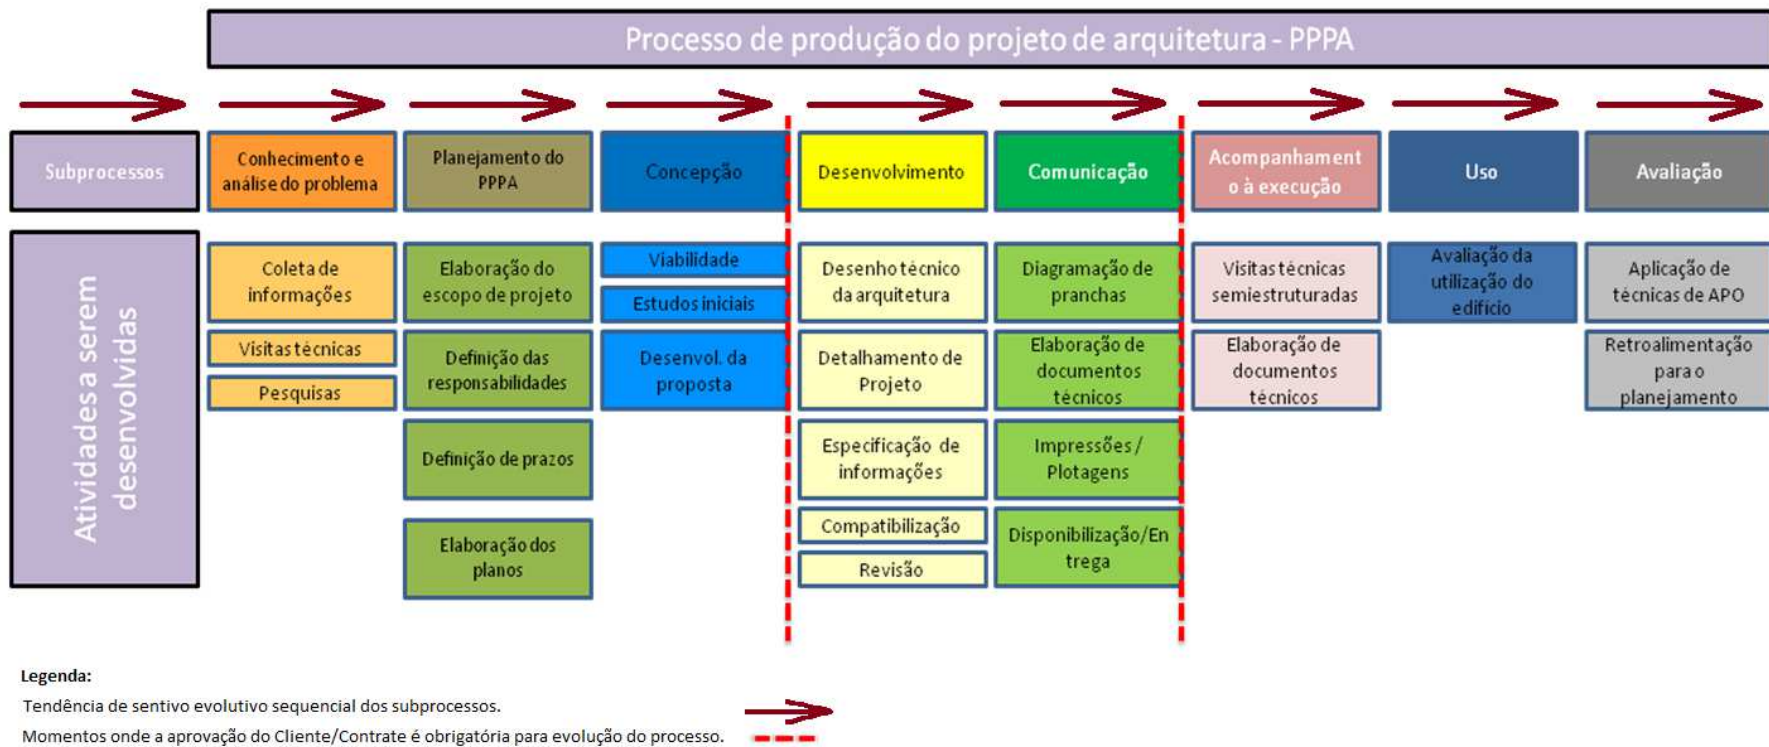 Processo de produção do projeto de arquitetura - PPPA
Subprocessos
Conhecimento e
análise do problema
Planejamento do
PPPA
Concepção
Desenvolvimento
Comunicação
Acompanhament
o à execução
Uso
Avaliação
Atividades a serem
desenvolvidas
Coleta de
informações
Visitas técnicas
Pesquisas
Elaboração do
escopo de projeto
Definição das
responsabilidades
Definição de prazos
Elaboração dos
planos
Viabilidade
Estudos iniciais
Desenvol. da
proposta
Desenho técnico
da arquitetura
Detalhamento de
Projeto
Especificação de
informações
Compatibilização
Revisão
Diagramação de
pranchas
Elaboração de
documentos
técnicos
Impressões /
Plotagens
Disponibilização/En
trega
Visitas técnicas
semiestruturadas
Elaboração de
documentos
técnicos
Avaliação da
utilização do
edifício
Aplicação de
técnicas de APO
Retroalimentação
para o
planejamento
Legenda:
Tendência de sentivo evolutivo sequencial dos subprocessos.
Momentos onde a aprovação do Cliente/Contrate é obrigatória para evolução do processo.